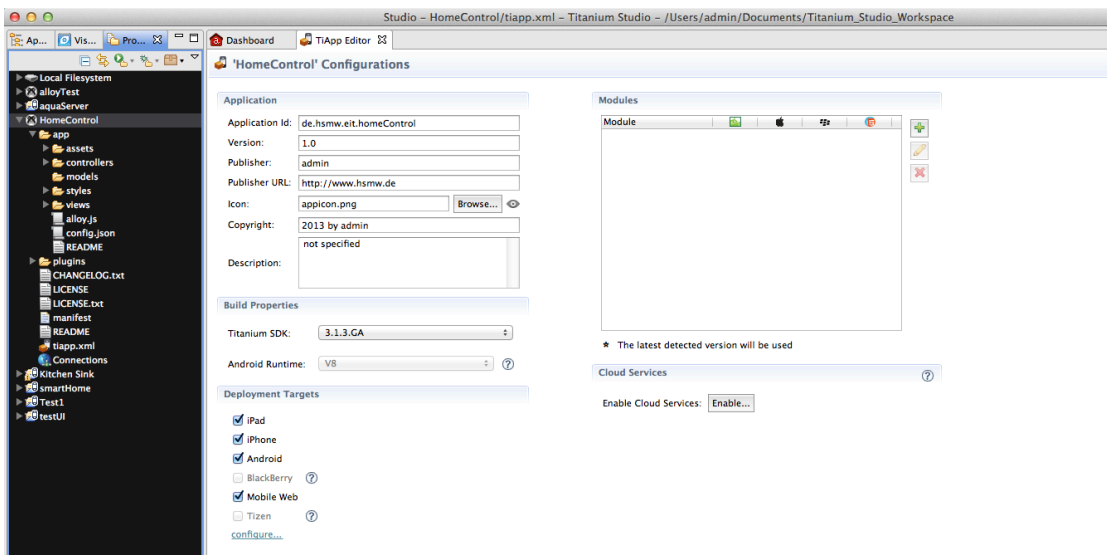 Studio – HomeControl/tiapp.xml – Titanium Studio – /Users/admin/Documents/Titanium_Studio_Workspace
Ap... Vis... Pro...
Dashboard TiApp Editor
'HomeControl' Configurations
Local Filesystem
alloyTest
aquaServer
HomeControl
app
assets
controllers
models
styles
views
alloy.js
config.json
README
plugins
CHANGELOG.txt
LICENSE
LICENSE.txt
manifest
README
tiapp.xml
Connections
Kitchen Sink
smartHome
Test1
testUI
Application
Application Id: de.hsmw.eit.homeControl
Version: 1.0
Publisher: admin
Publisher URL: http://www.hsmw.de
Icon: appicon.png Browse...
Copyright: 2013 by admin
Description: not specified
Build Properties
Titanium SDK: 3.1.3.GA
Android Runtime: V8 ?
Deployment Targets
iPad
iPhone
Android
BlackBerry ?
Mobile Web
Tizen ?
configure...
Modules
Module
* The latest detected version will be used
Cloud Services ?
Enable Cloud Services: Enable...